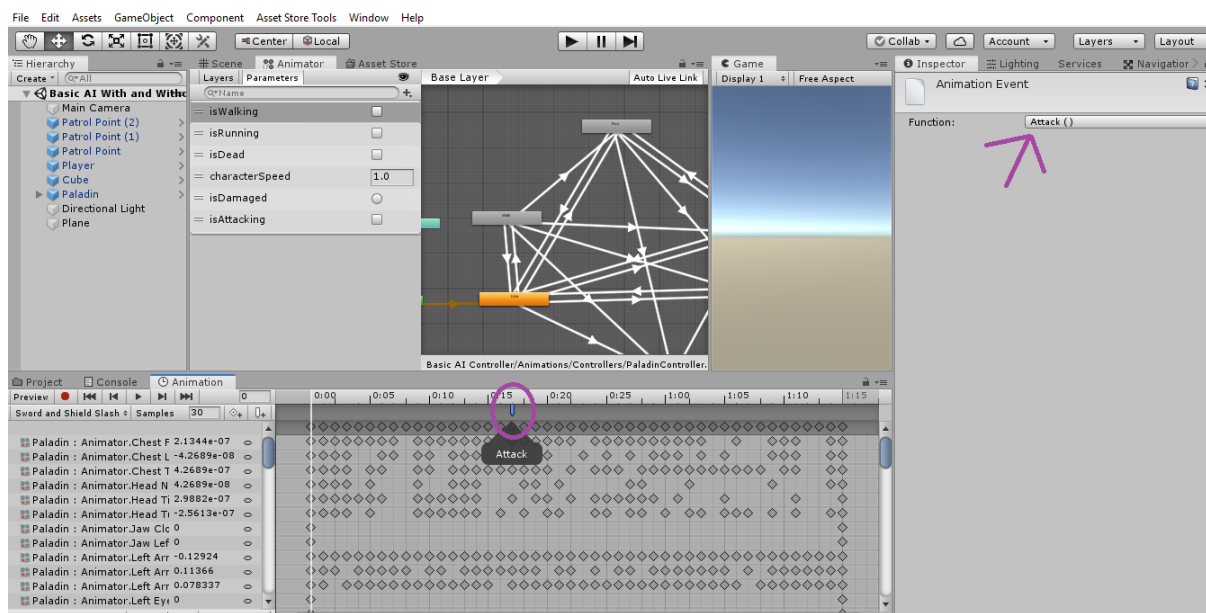 File Edit Assets GameObject Component Asset Store Tools Window Help
Center Local Collab Account Layers Layout
Hierarchy Scene Animator Asset Store Game Inspector Lighting Services Navigator
Create All Layers Parameters Base Layer Auto Live Link Display 1 Free Aspect Animation Event
Basic AI With and Witho Name
Main Camera
isWalking
Patrol Point (2)
Function: Attack ( )
Patrol Point (1)
isRunning
Patrol Point
isDead
Player
Cube
characterSpeed 1.0
Paladin
isDamaged
Directional Light
isAttacking
Plane
Basic AI Controller/Animations/Controllers/PaladinController.
Project Console Animation
Preview 0 0:00 0:05 0:10 0:15 0:20 0:25 1:00 1:05 1:10 1:15
Sword and Shield Slash Samples 30
Paladin : Animator.Chest F 2.1344e-07
Attack
Paladin : Animator.Chest L -4.2689e-08
Paladin : Animator.Chest T 4.2689e-07
Paladin : Animator.Head N 4.2689e-08
Paladin : Animator.Head Ti 2.9882e-07
Paladin : Animator.Head Tu -2.5613e-07
Paladin : Animator.Jaw Clo 0
Paladin : Animator.Jaw Lef 0
Paladin : Animator.Left Arr -0.12924
Paladin : Animator.Left Arr 0.11366
Paladin : Animator.Left Arr 0.078337
Paladin : Animator.Left Eye 0